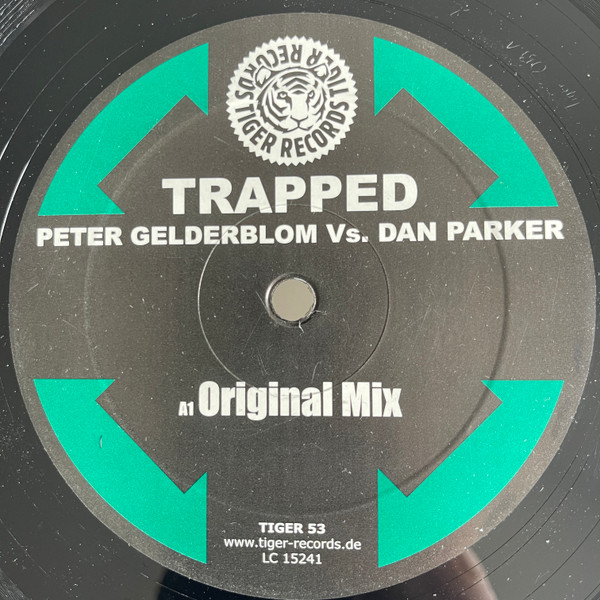 TIGER RECORDS TIGER RECORDS
TRAPPED
PETER GELDERBLOM Vs. DAN PARKER
A1 Original Mix
TIGER 53
www.tiger-records.de
LC 15241